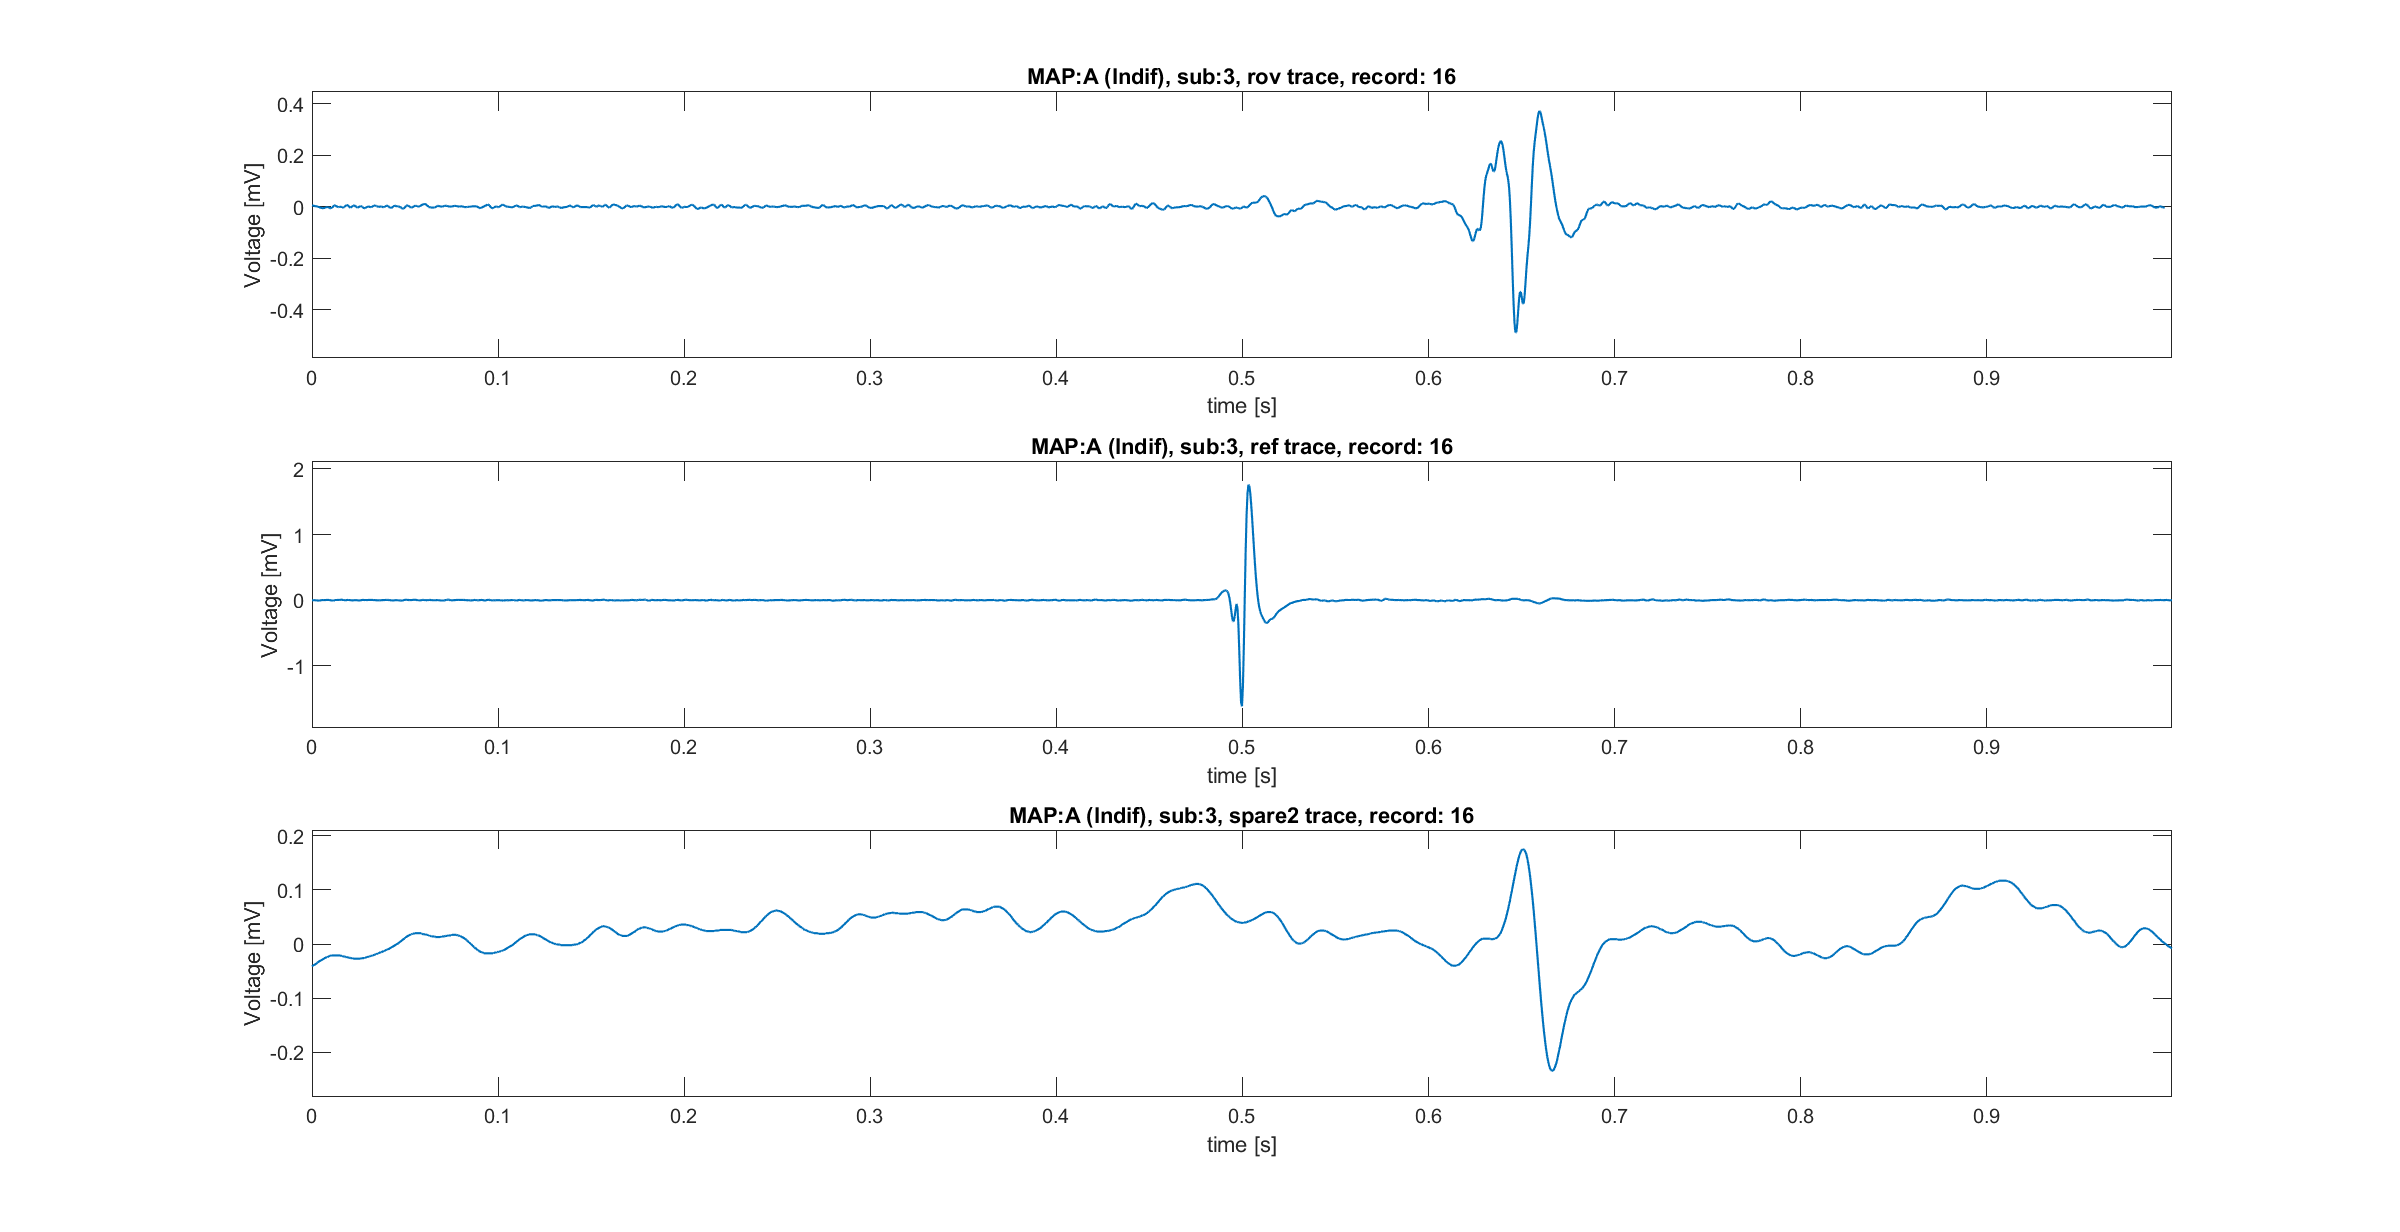 MAP:A (Indif), sub:3, rov trace, record: 16
Voltage [mV]
0.4
0.2
0
-0.2
-0.4
0 0.1 0.2 0.3 0.4 0.5 0.6 0.7 0.8 0.9
time [s]
MAP:A (Indif), sub:3, ref trace, record: 16
Voltage [mV]
2
1
0
-1
0 0.1 0.2 0.3 0.4 0.5 0.6 0.7 0.8 0.9
time [s]
MAP:A (Indif), sub:3, spare2 trace, record: 16
Voltage [mV]
0.2
0.1
0
-0.1
-0.2
0 0.1 0.2 0.3 0.4 0.5 0.6 0.7 0.8 0.9
time [s]